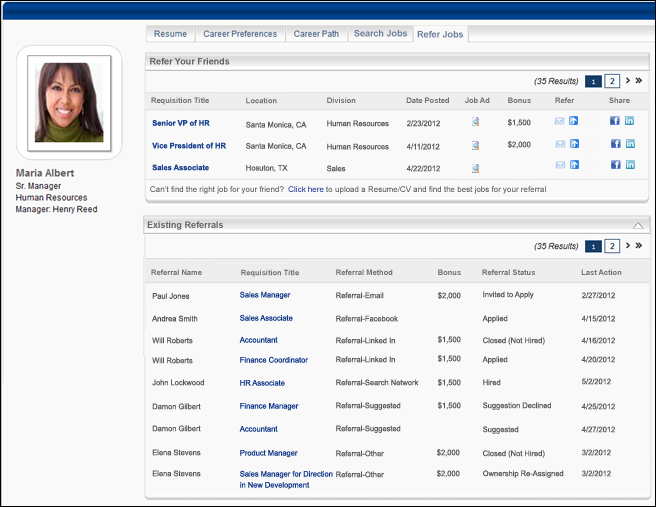 Resume Career Preferences Career Path Search Jobs Refer Jobs
Refer Your Friends
(35 Results) 1 2 > »
Requisition Title Location Division Date Posted Job Ad Bonus Refer Share
Senior VP of HR Santa Monica, CA Human Resources 2/23/2012 $1,500
Vice President of HR Santa Monica, CA Human Resources 4/11/2012 $2,000
Sales Associate Hosuton, TX Sales 4/22/2012
Can't find the right job for your friend? Click here to upload a Resume/CV and find the best jobs for your referral
Maria Albert
Sr. Manager
Human Resources
Manager: Henry Reed
Existing Referrals
(35 Results) 1 2 > »
Referral Name Requisition Title Referral Method Bonus Referral Status Last Action
Paul Jones Sales Manager Referral-Email $2,000 Invited to Apply 2/27/2012
Andrea Smith Sales Associate Referral-Facebook Applied 4/15/2012
Will Roberts Accountant Referral-Linked In $1,500 Closed (Not Hired) 4/16/2012
Will Roberts Finance Coordinator Referral-Linked In $1,500 Applied 4/20/2012
John Lockwood HR Associate Referral-Search Network $1,500 Hired 5/2/2012
Damon Gilbert Finance Manager Referral-Suggested $1,500 Suggestion Declined 4/25/2012
Damon Gilbert Accountant Referral-Suggested Suggested 4/27/2012
Elena Stevens Product Manager Referral-Other $2,000 Closed (Not Hired) 3/2/2012
Elena Stevens Sales Manager for Direction Referral-Other $2,000 Ownership Re-Assigned 3/2/2012
in New Development